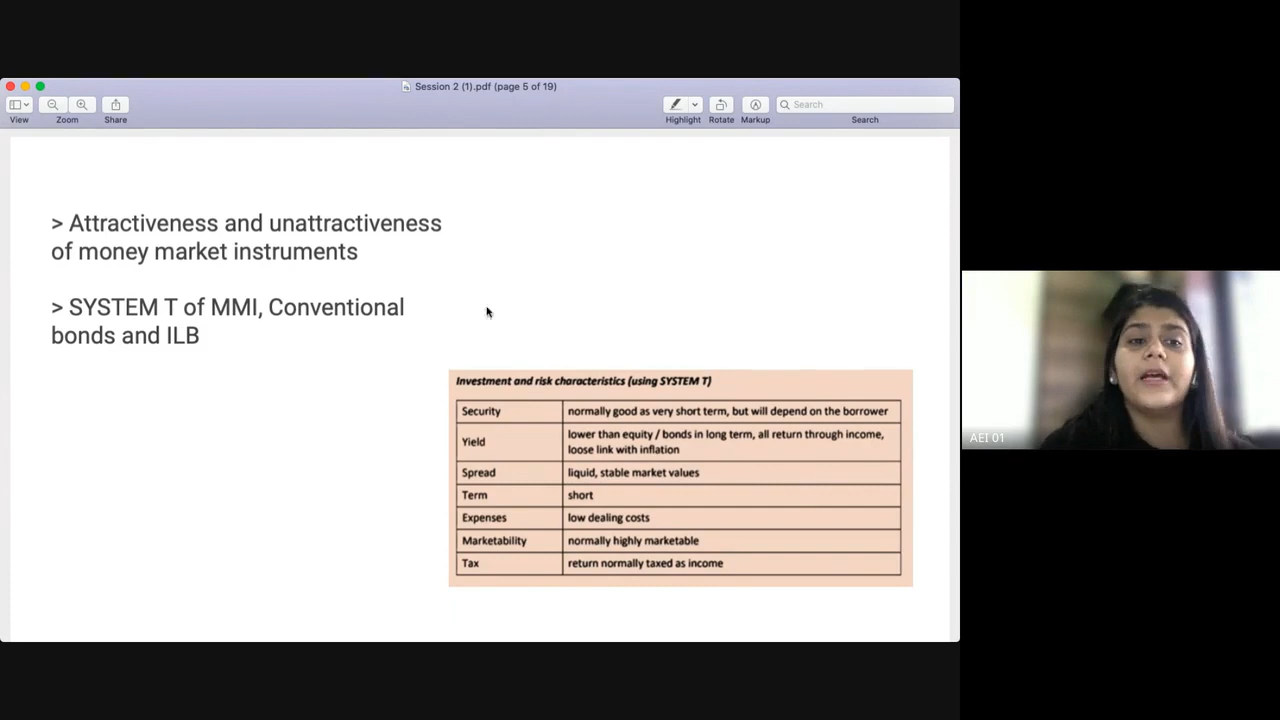 Session 2 (1).pdf (page 5 of 19)
View
Zoom
Share
Highlight
Rotate
Markup
Search
Search
> Attractiveness and unattractiveness
of money market instruments
> SYSTEM T of MMI, Conventional
bonds and ILB
Investment and risk characteristics (using SYSTEM T)
Security normally good as very short term, but will depend on the borrower
Yield lower than equity / bonds in long term, all return through income,
loose link with inflation
Spread liquid, stable market values
Term short
Expenses low dealing costs
Marketability normally highly marketable
Tax return normally taxed as income
AEI 01